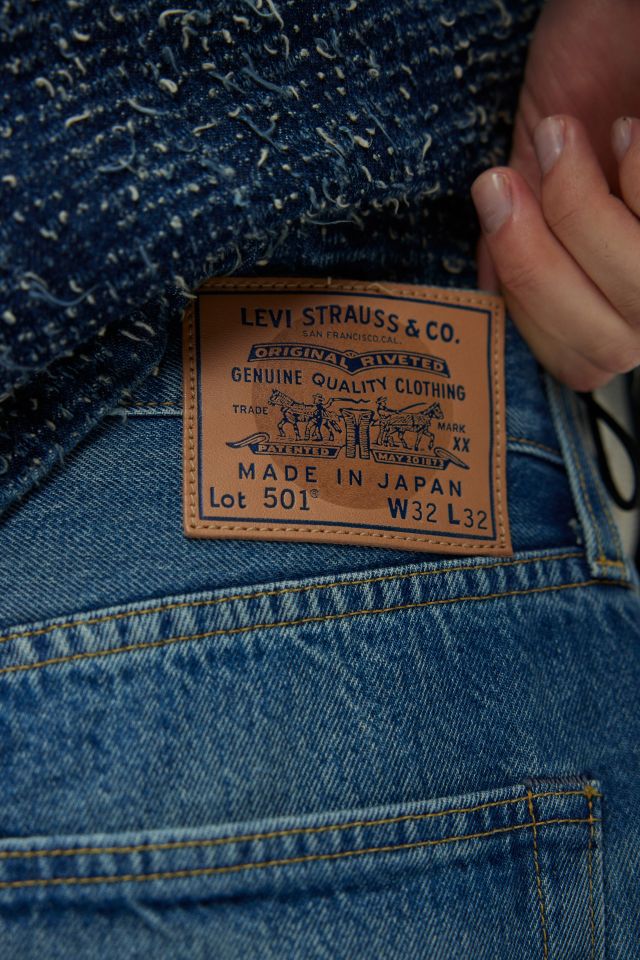 LEVI STRAUSS & CO.
SAN FRANCISCO, CAL.
ORIGINAL RIVETED
GENUINE QUALITY CLOTHING
TRADE MARK
XX
PATENTED MAY 20 1873
MADE IN JAPAN
Lot 501® W32 L32